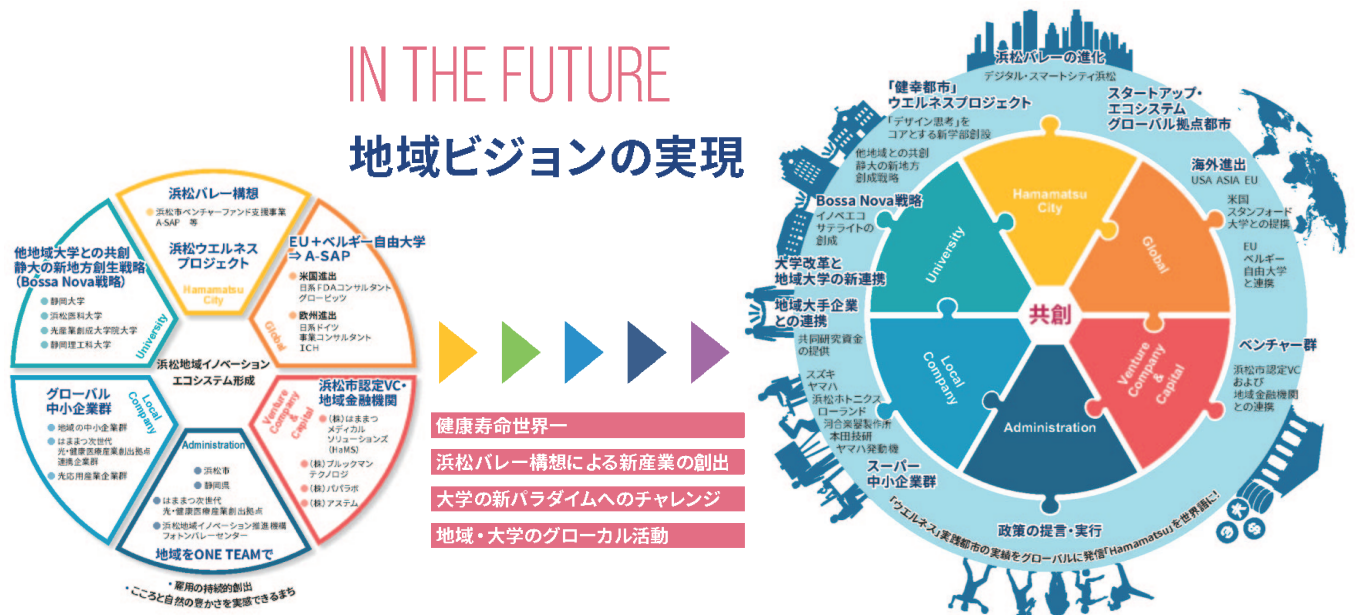 IN THE FUTURE
地域ビジョンの実現
浜松バレー構想
浜松市ベンチャーファンド支援事業
A-SAP 等
浜松ウエルネス
プロジェクト
Hamamatsu
City
EU+ベルギー自由大学
⇒ A-SAP
米国進出
日系FDAコンサルタント
グロービッツ
欧州進出
日系ドイツ
事業コンサルタント
ICH
Global
他地域大学との共創
静大の新地方創生戦略
(Bossa Nova戦略)
静岡大学
浜松医科大学
光産業創成大学院大学
静岡理工科大学
University
浜松地域イノベーション
エコシステム形成
グローバル
中小企業群
地域の中小企業群
はままつ次世代
光・健康医療産業創出拠点
連携企業群
光応用産業企業群
Local
Company
浜松市認定VC・
地域金融機関
(株)はままつ
メディカル
ソリューションズ
(HaMS)
(株)ブルックマン
テクノロジ
(株)パパラボ
(株)アステム
Venture
Company
&
Capital
Administration
浜松市
静岡県
はままつ次世代
光・健康医療産業創出拠点
浜松地域イノベーション推進機構
フォトンバレーセンター
地域をONE TEAMで
・雇用の持続的創出
・こころと自然の豊かさを実感できるまち
健康寿命世界一
浜松バレー構想による新産業の創出
大学の新パラダイムへのチャレンジ
地域・大学のグローカル活動
浜松バレーの進化
デジタル・スマートシティ浜松
「健幸都市」
ウエルネスプロジェクト
「デザイン思考」を
コアとする新学部創設
他地域との共創
静大の新地方
創成戦略
Bossa Nova戦略
イノベエコ
サテライトの
創成
大学改革と
地域大学の新連携
地域大手企業
との連携
共同研究資金
の提供
スズキ
ヤマハ
浜松ホトニクス
ローランド
河合楽器製作所
本田技研
ヤマハ発動機
スーパー
中小企業群
スタートアップ・
エコシステム
グローバル拠点都市
海外進出
USA ASIA EU
米国
スタンフォード
大学との提携
EU
ベルギー
自由大学
と連携
ベンチャー群
浜松市認定VC
および
地域金融機関
との連携
政策の提言・実行
「ウエルネス」実践都市の実績をグローバルに発信「Hamamatsu」を世界語に!
Hamamatsu
City
Global
Venture
Company
&
Capital
Administration
Local
Company
University
共創
大
$